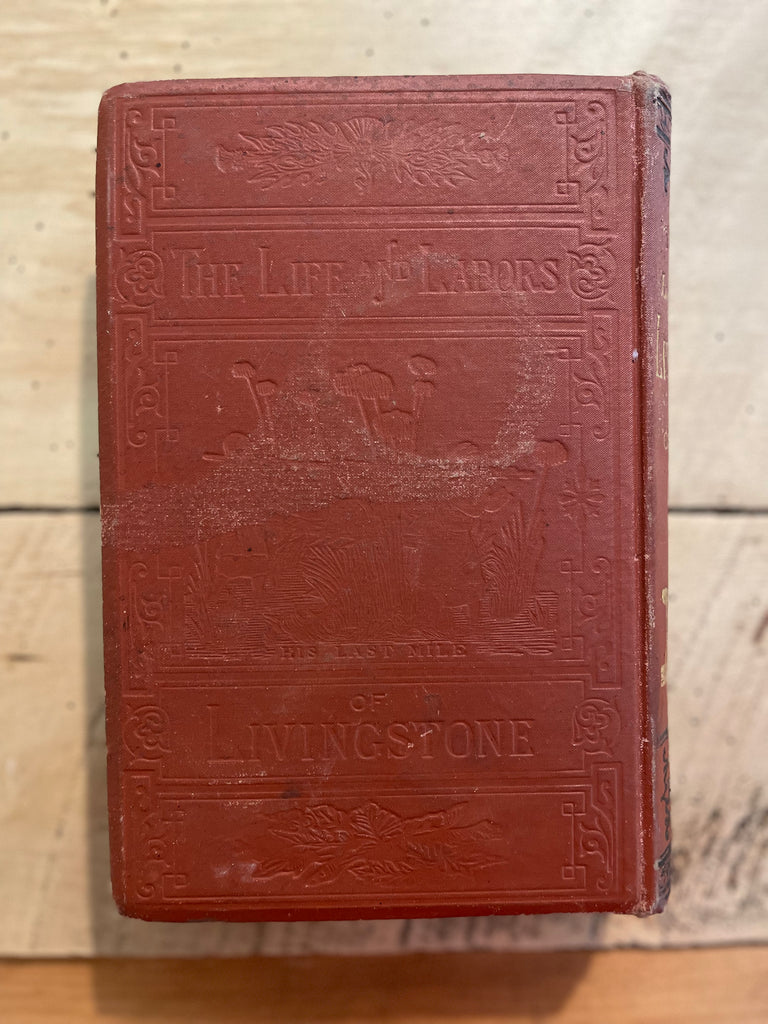 THE LIFE AND LABORS
HIS LAST MILE
OF
LIVINGSTONE